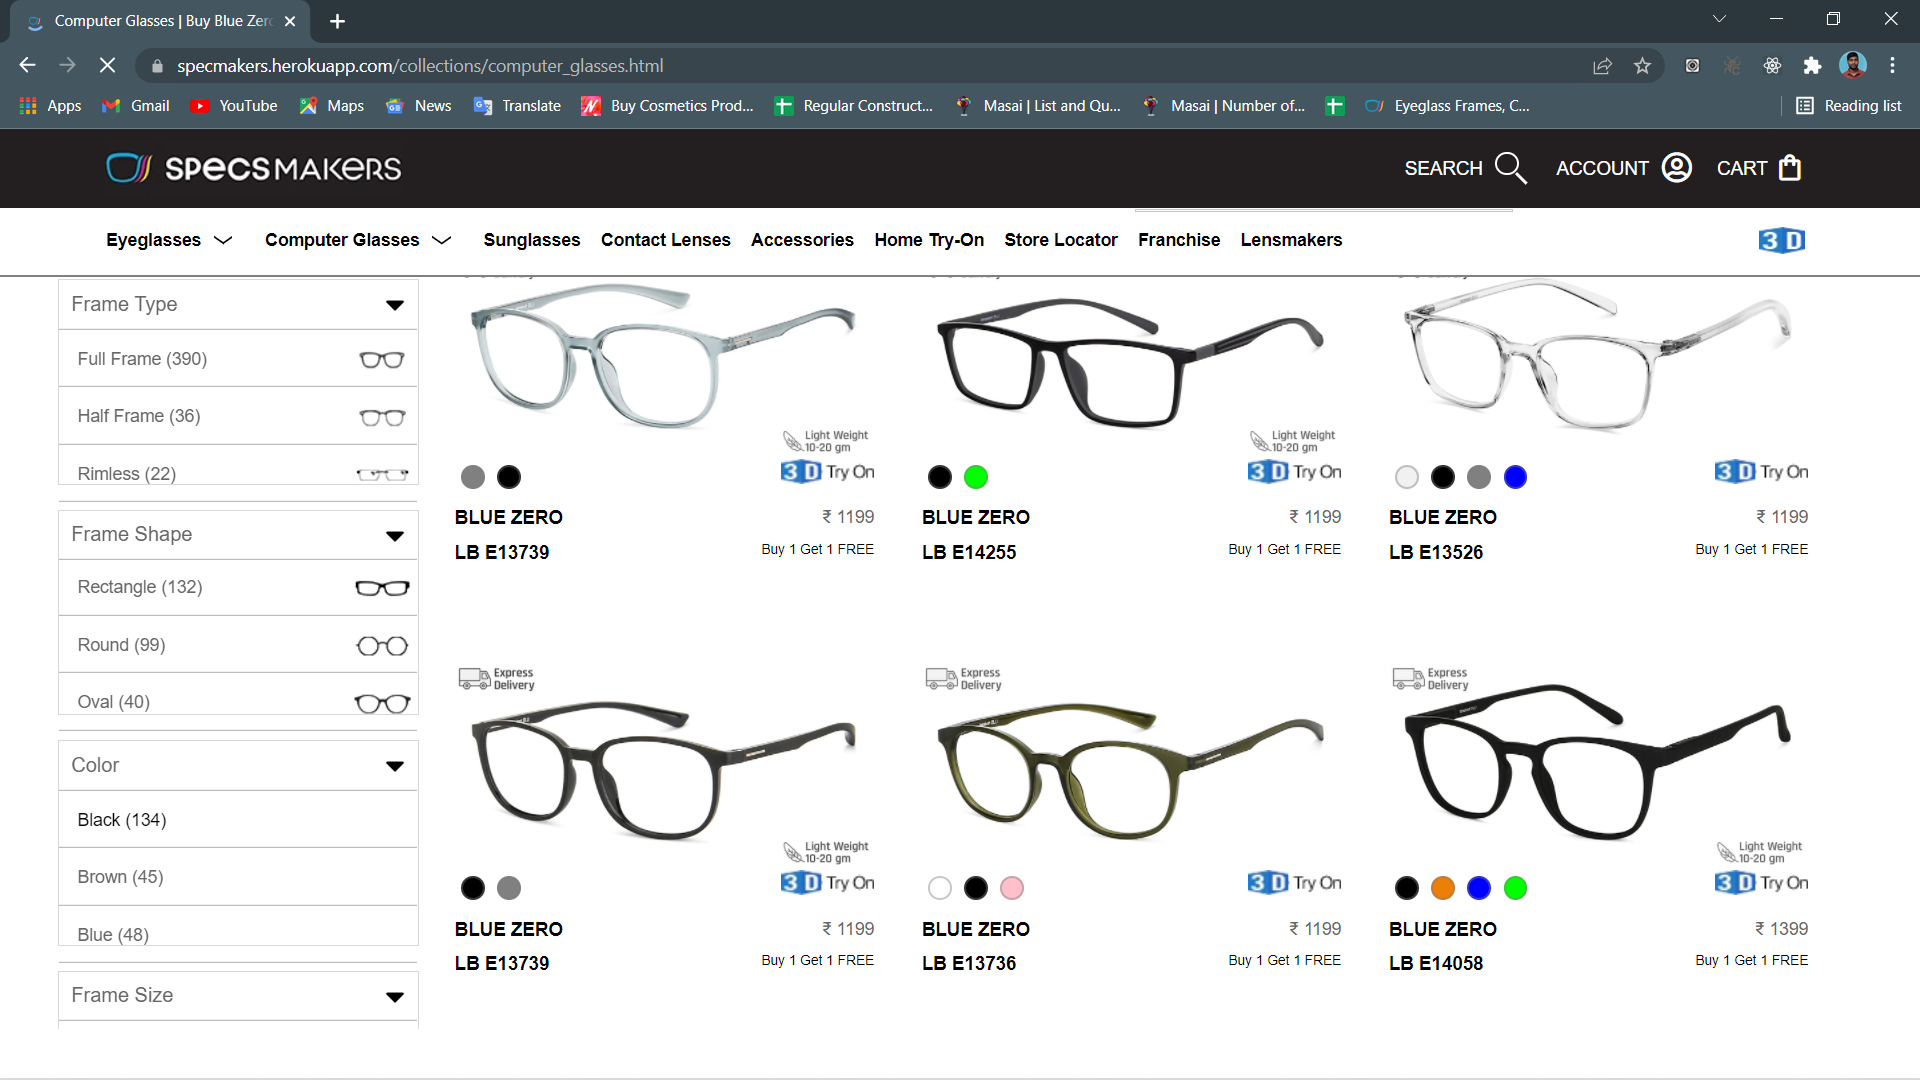 Computer Glasses | Buy Blue Zero
specmakers.herokuapp.com/collections/computer_glasses.html
Apps Gmail YouTube Maps News Translate Buy Cosmetics Prod... Regular Construct... Masai | List and Qu... Masai | Number of... Eyeglass Frames, C... Reading list
SPECSMAKERS SEARCH ACCOUNT CART
Eyeglasses Computer Glasses Sunglasses Contact Lenses Accessories Home Try-On Store Locator Franchise Lensmakers 3D
Frame Type
Full Frame (390)
Half Frame (36)
Rimless (22)
Frame Shape
Rectangle (132)
Round (99)
Oval (40)
Color
Black (134)
Brown (45)
Blue (48)
Frame Size
Light Weight
10-20 gm
3D Try On
BLUE ZERO ₹ 1199
LB E13739 Buy 1 Get 1 FREE
Light Weight
10-20 gm
3D Try On
BLUE ZERO ₹ 1199
LB E14255 Buy 1 Get 1 FREE
3D Try On
BLUE ZERO ₹ 1199
LB E13526 Buy 1 Get 1 FREE
Express
Delivery
Light Weight
10-20 gm
3D Try On
BLUE ZERO ₹ 1199
LB E13739 Buy 1 Get 1 FREE
Express
Delivery
3D Try On
BLUE ZERO ₹ 1199
LB E13736 Buy 1 Get 1 FREE
Express
Delivery
Light Weight
10-20 gm
3D Try On
BLUE ZERO ₹ 1399
LB E14058 Buy 1 Get 1 FREE